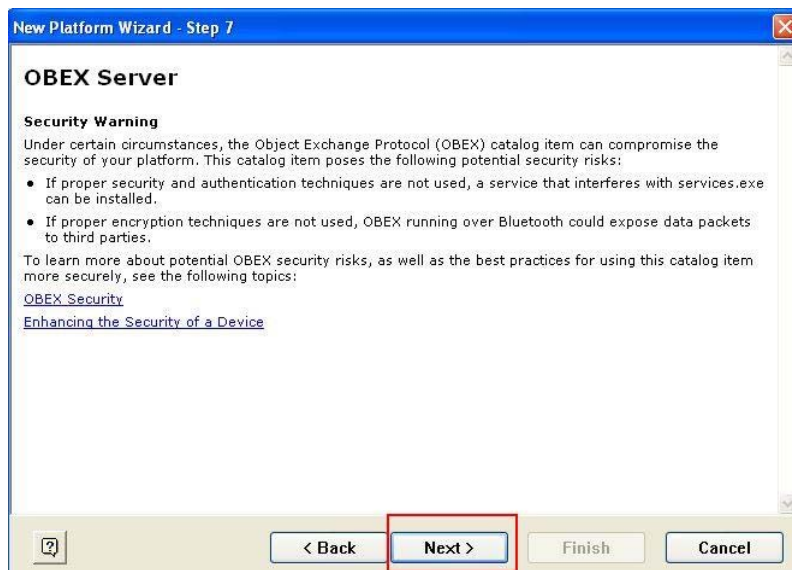 New Platform Wizard - Step 7
OBEX Server
Security Warning
Under certain circumstances, the Object Exchange Protocol (OBEX) catalog item can compromise the
security of your platform. This catalog item poses the following potential security risks:
• If proper security and authentication techniques are not used, a service that interferes with services.exe
can be installed.
• If proper encryption techniques are not used, OBEX running over Bluetooth could expose data packets
to third parties.
To learn more about potential OBEX security risks, as well as the best practices for using this catalog item
more securely, see the following topics:
OBEX Security
Enhancing the Security of a Device
< Back Next > Finish Cancel